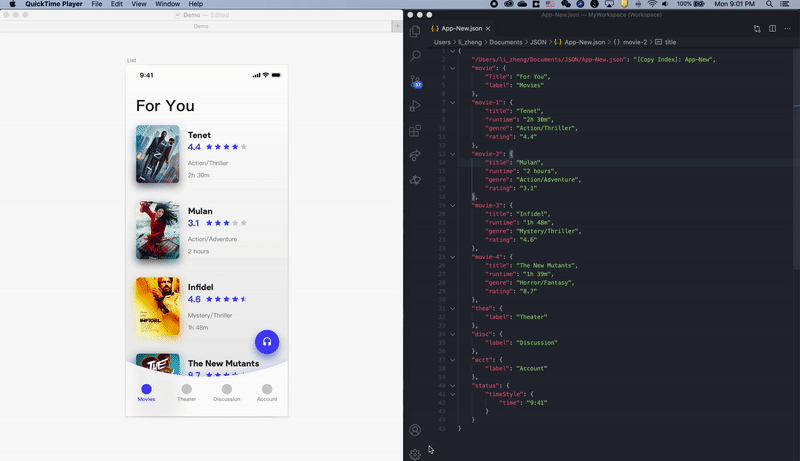 QuickTime Player File Edit View Window Help
100% Mon 9:01 PM
Demo — Edited
Demo
List
9:41
For You
Tenet
4.4
Action/Thriller
2h 30m
Mulan
3.1
Action/Adventure
2 hours
Infidel
4.6
Mystery/Thriller
1h 48m
The New Mutants
8.7
Movies Theater Discussion Account
App-New.json — MyWorkspace (Workspace)
App-New.json
Users > li_zheng > Documents > JSON > App-New.json > movie-2 > title
37
1 {
2 "/Users/li_zheng/Documents/JSON/App-New.json": "[Copy Index]: App-New",
3 "movie": {
4 "Title": "For You",
5 "label": "Movies"
6 },
7 "movie-1": {
8 "title": "Tenet",
9 "runtime": "2h 30m",
10 "genre": "Action/Thriller",
11 "rating": "4.4"
12 },
13 "movie-2": {
14 "title": "Mulan",
15 "runtime": "2 hours",
16 "genre": "Action/Adventure",
17 "rating": "3.1"
18 },
19 "movie-3": {
20 "title": "Infidel",
21 "runtime": "1h 48m",
22 "genre": "Mystery/Thriller",
23 "rating": "4.6"
24 },
25 "movie-4": {
26 "title": "The New Mutants",
27 "runtime": "1h 39m",
28 "genre": "Horror/Fantasy",
29 "rating": "8.7"
30 },
31 "thea": {
32 "label": "Theater"
33 },
34 "disc": {
35 "label": "Discussion"
36 },
37 "acct": {
38 "label": "Account"
39 },
40 "status": {
41 "timeStyle": {
42 "time": "9:41"
43 }
44 }
45 }